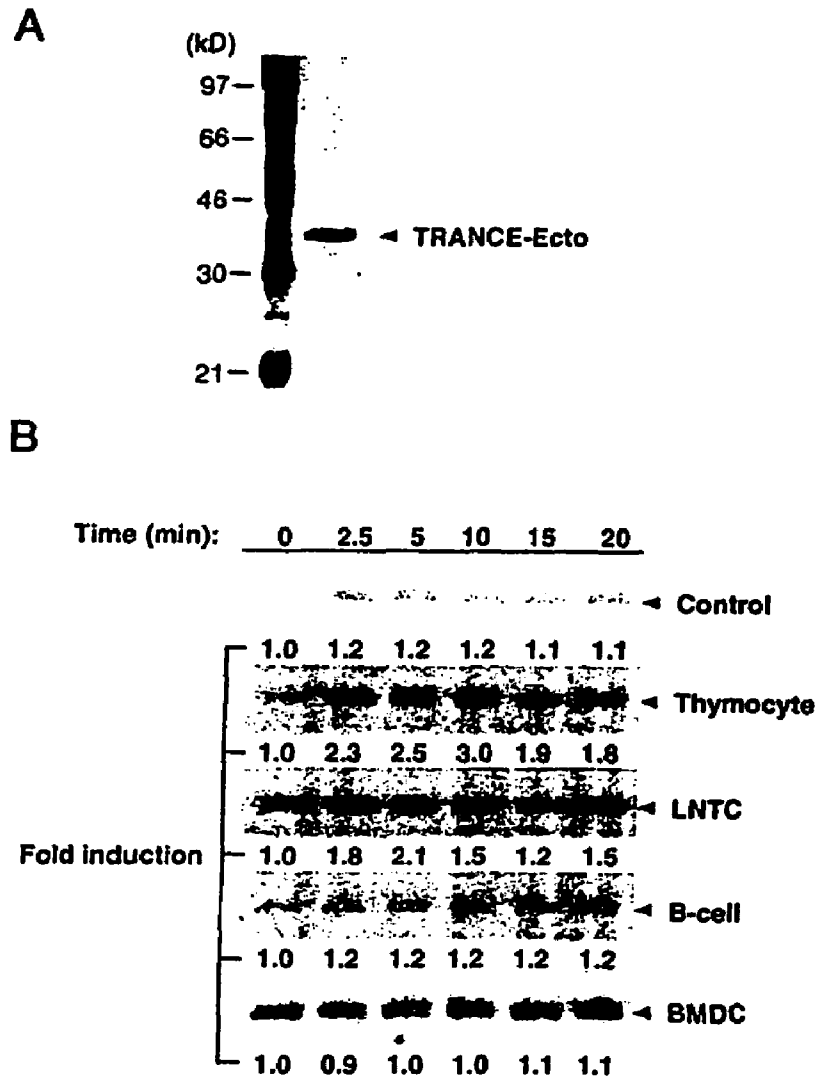 A
(kD)
97
66
46
TRANCE-Ecto
30
21
B
Time (min): 0 2.5 5 10 15 20
Control
1.0 1.2 1.2 1.2 1.1 1.1
Thymocyte
1.0 2.3 2.5 3.0 1.9 1.8
LNTC
Fold induction 1.0 1.8 2.1 1.5 1.2 1.5
B-cell
1.0 1.2 1.2 1.2 1.2 1.2
BMDC
1.0 0.9 1.0 1.0 1.1 1.1